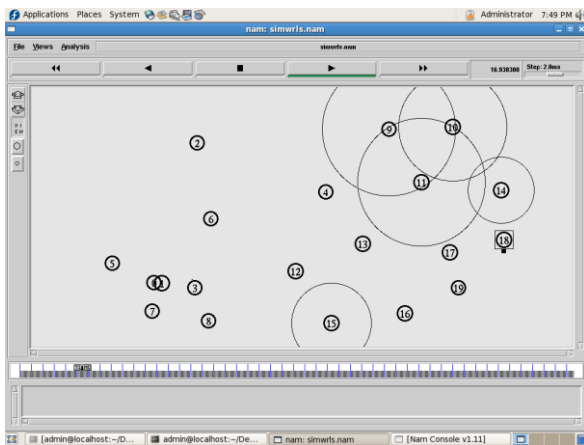 Applications Places System Administrator 7:49 PM
nam: simwrls.nam
File Views Analysis simwrls.nam
16.938300 Step: 2.0ms
9 10
2
11
4 14
6
18
13
17
5
12
0 1 3 19
7 16
8 15
[admin@localhost:~/D... admin@localhost:~/De... nam: simwrls.nam [Nam Console v1.11]